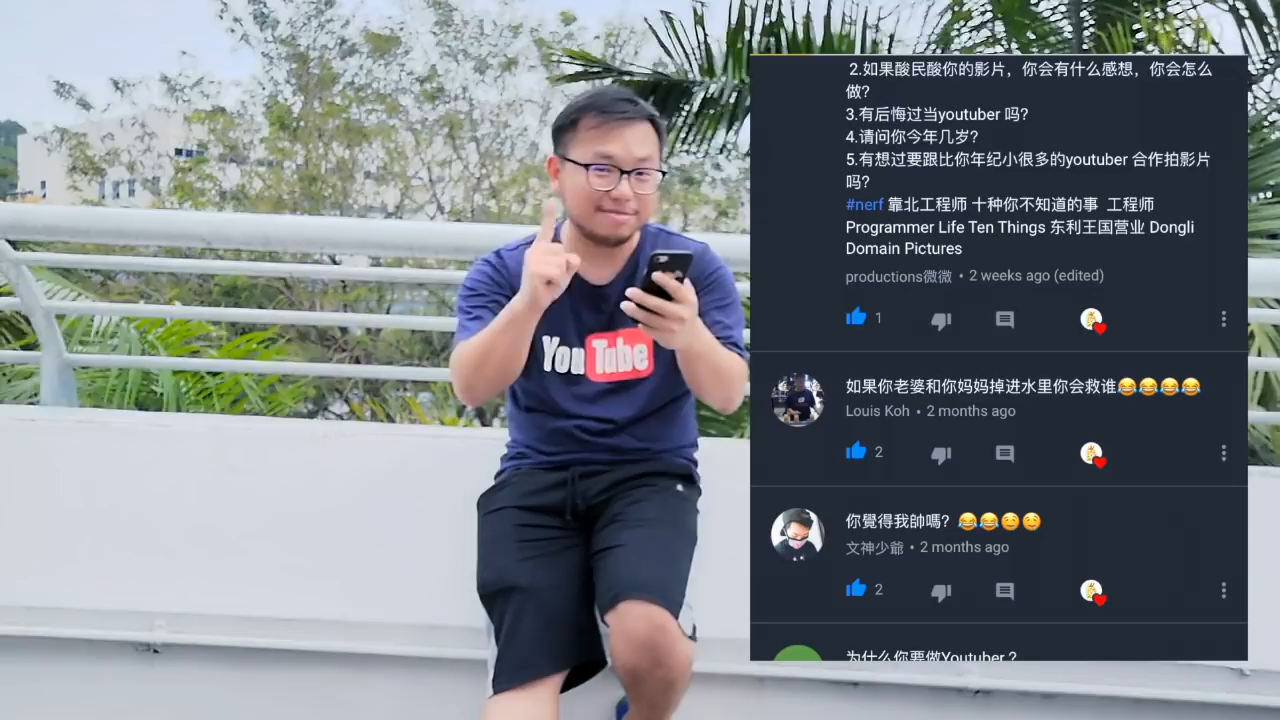 YouTube
2.如果酸民酸你的影片，你会有什么感想，你会怎么
做?
3.有后悔过当youtuber 吗?
4.请问你今年几岁?
5.有想过要跟比你年纪小很多的youtuber 合作拍影片
吗?
#nerf 靠北工程师 十种你不知道的事 工程师
Programmer Life Ten Things 东利王国营业 Dongli
Domain Pictures
productions微微 • 2 weeks ago (edited)
1
如果你老婆和你妈妈掉进水里你会救谁😂😂😂😂
Louis Koh • 2 months ago
2
你覺得我帥嗎? 😂😂☺️☺️
文神少爺 • 2 months ago
2
为什么你要做Youtuber ?